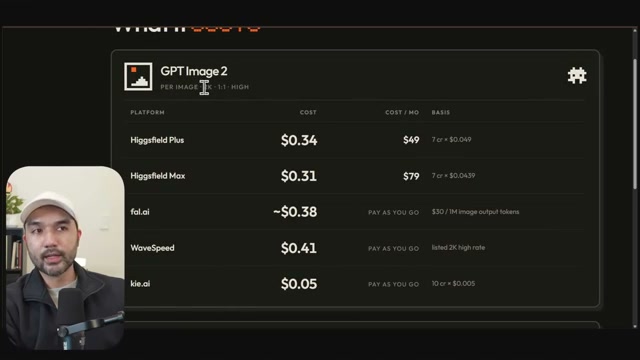 GPT Image 2
PER IMAGE · · 1:1 · HIGH
PLATFORM COST COST / MO BASIS
Higgsfield Plus $0.34 $49 7 cr × $0.049
Higgsfield Max $0.31 $79 7 cr × $0.0439
fal.ai ~$0.38 PAY AS YOU GO $30 / 1M image output tokens
WaveSpeed $0.41 PAY AS YOU GO listed 2K high rate
kie.ai $0.05 PAY AS YOU GO 10 cr × $0.005